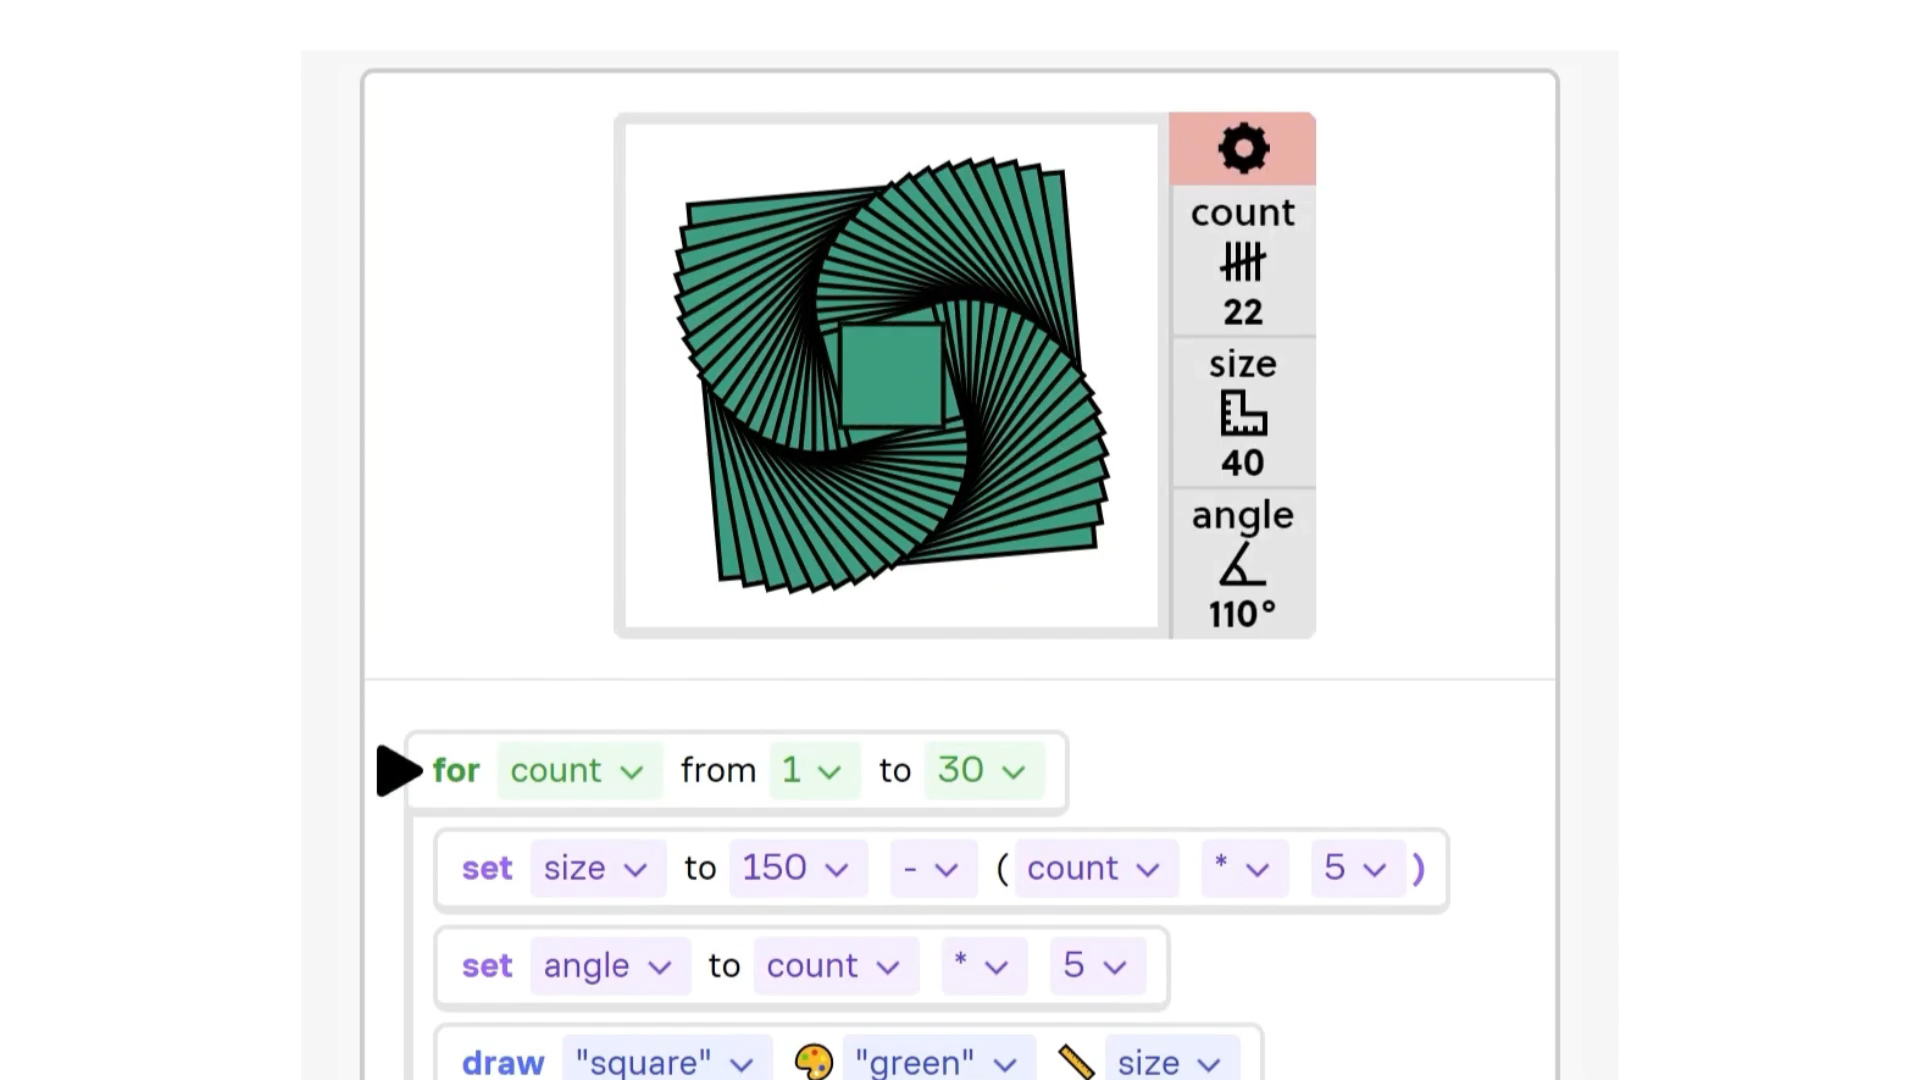 count
22
size
40
angle
110°
for count from 1 to 30
set size to 150 - ( count * 5 )
set angle to count * 5
draw "square" "green" size